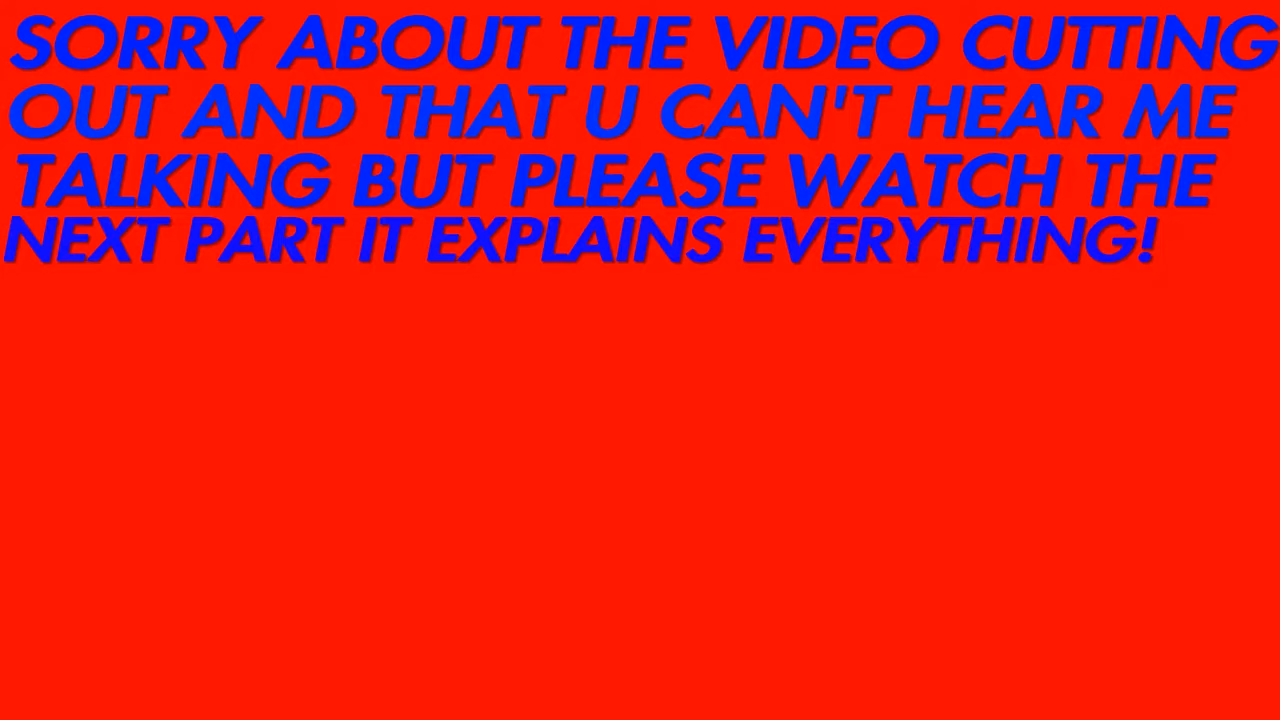 SORRY ABOUT THE VIDEO CUTTING
OUT AND THAT U CAN'T HEAR ME
TALKING BUT PLEASE WATCH THE
NEXT PART IT EXPLAINS EVERYTHING!